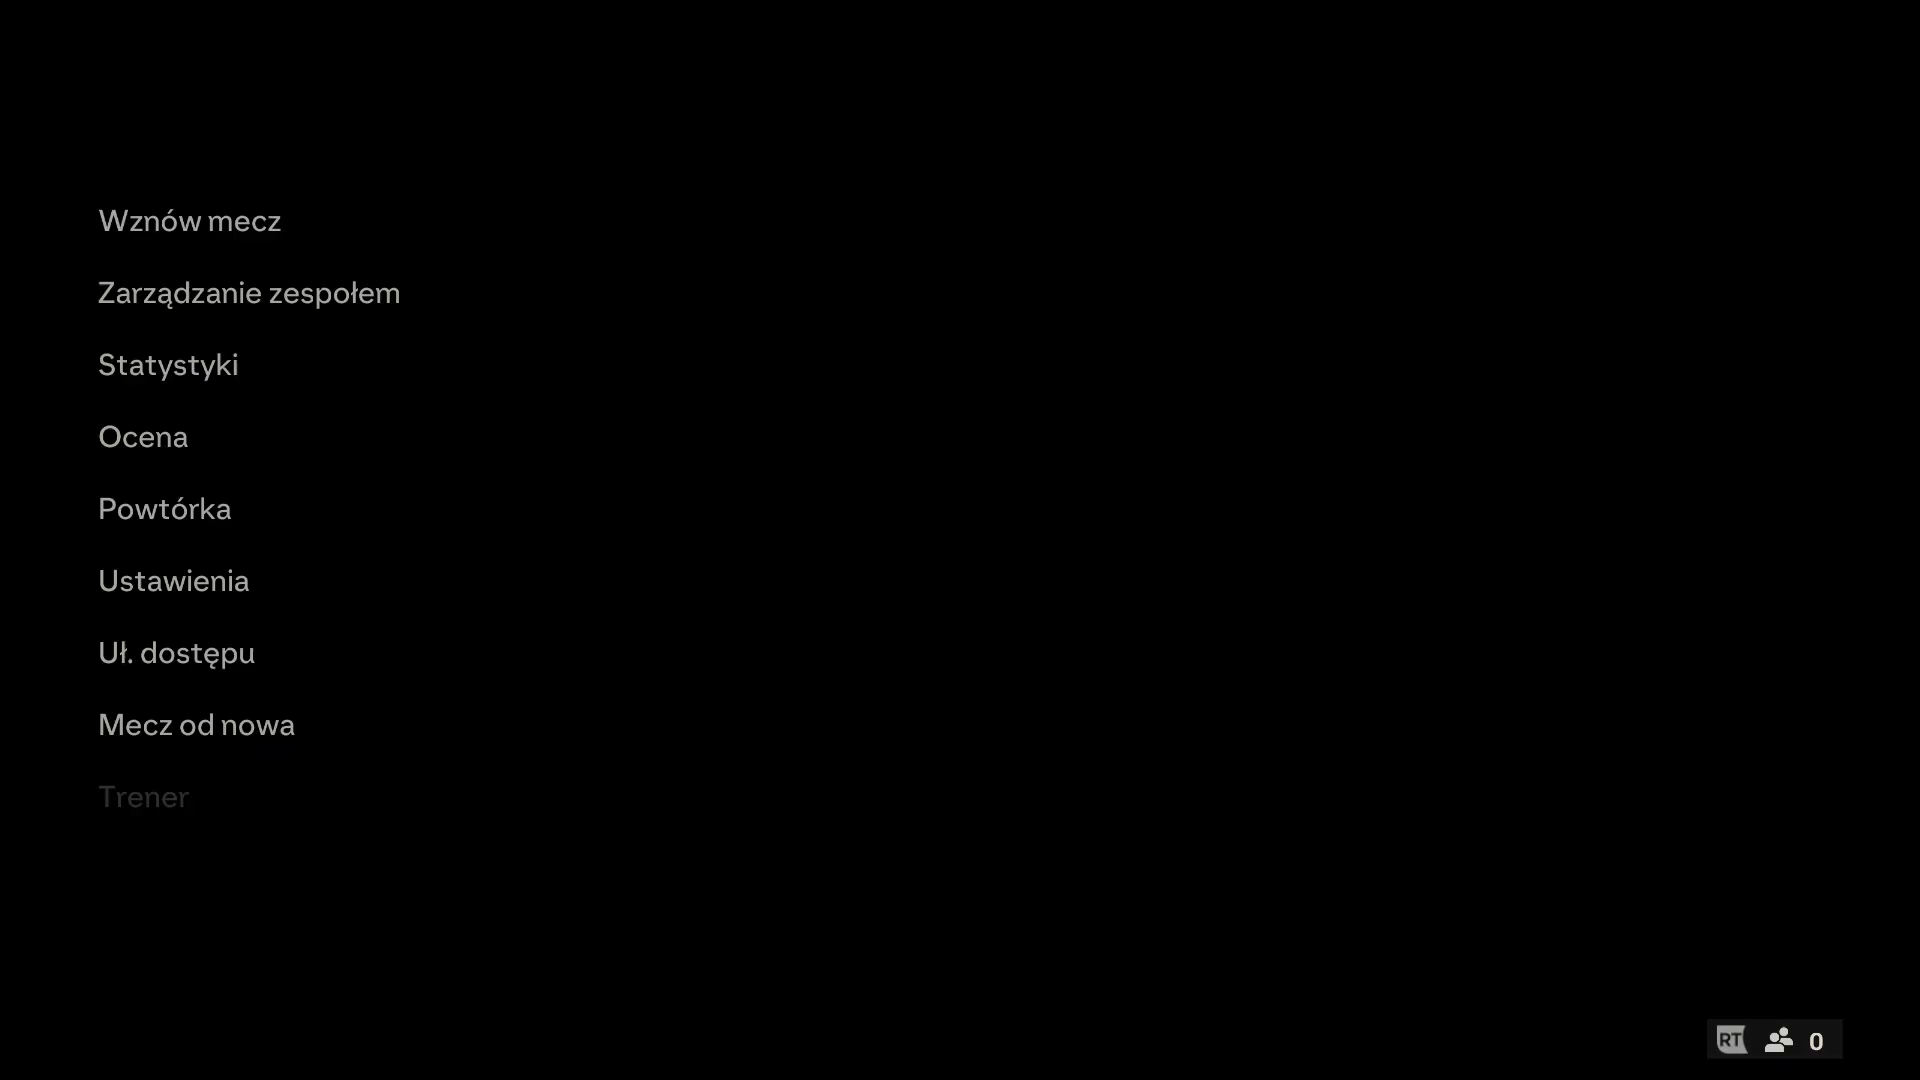 Wznów mecz
Zarządzanie zespołem
Statystyki
Ocena
Powtórka
Ustawienia
Uł. dostępu
Mecz od nowa
Trener
RT 0